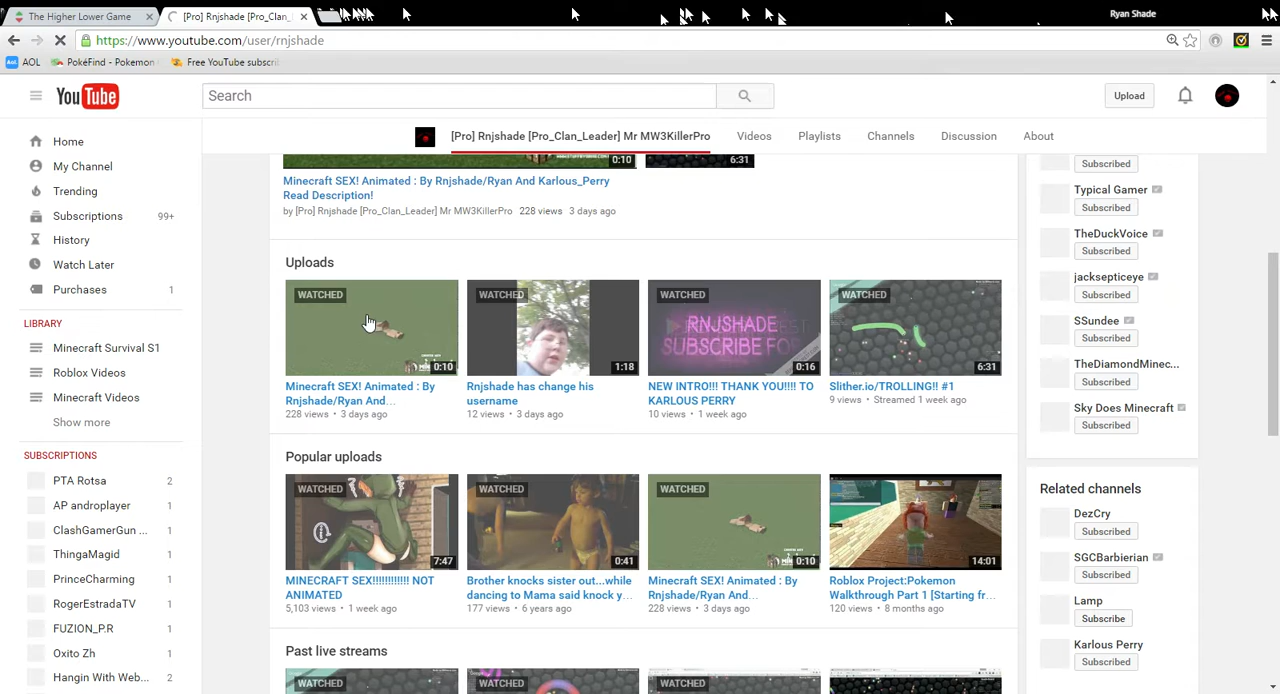 The Higher Lower Game
[Pro] Rnjshade [Pro_Clan_
Ryan Shade
https://www.youtube.com/user/rnjshade
AOL
PokéFind - Pokemon
Free YouTube subscri
YouTube
Search
Upload
[Pro] Rnjshade [Pro_Clan_Leader] Mr MW3KillerPro
Videos
Playlists
Channels
Discussion
About
Home
My Channel
Trending
Subscriptions 99+
History
Watch Later
Purchases 1
LIBRARY
Minecraft Survival S1
Roblox Videos
Minecraft Videos
Show more
SUBSCRIPTIONS
PTA Rotsa 2
AP androplayer 1
ClashGamerGun ... 1
ThingaMagid 1
PrinceCharming 1
RogerEstradaTV 1
FUZION_P.R 1
Oxito Zh 1
Hangin With Web... 2
0:10
6:31
Minecraft SEX! Animated : By Rnjshade/Ryan And Karlous_Perry
Read Description!
by [Pro] Rnjshade [Pro_Clan_Leader] Mr MW3KillerPro 228 views 3 days ago
Uploads
WATCHED
0:10
Minecraft SEX! Animated : By
Rnjshade/Ryan And...
228 views • 3 days ago
WATCHED
1:18
Rnjshade has change his
username
12 views • 3 days ago
WATCHED
RNJSHADE
SUBSCRIBE FO
0:16
NEW INTRO!!! THANK YOU!!!! TO
KARLOUS PERRY
10 views • 1 week ago
WATCHED
6:31
Slither.io/TROLLING!! #1
9 views • Streamed 1 week ago
Popular uploads
WATCHED
7:47
MINECRAFT SEX!!!!!!!!!!!! NOT
ANIMATED
5,103 views • 1 week ago
WATCHED
0:41
Brother knocks sister out...while
dancing to Mama said knock y...
177 views • 6 years ago
WATCHED
0:10
Minecraft SEX! Animated : By
Rnjshade/Ryan And...
228 views • 3 days ago
14:01
Roblox Project:Pokemon
Walkthrough Part 1 [Starting fr...
120 views • 8 months ago
Past live streams
WATCHED
WATCHED
WATCHED
WATCHED
Subscribed
Typical Gamer
Subscribed
TheDuckVoice
Subscribed
jacksepticeye
Subscribed
SSundee
Subscribed
TheDiamondMinec...
Subscribed
Sky Does Minecraft
Subscribed
Related channels
DezCry
Subscribed
SGCBarbierian
Subscribed
Lamp
Subscribe
Karlous Perry
Subscribed